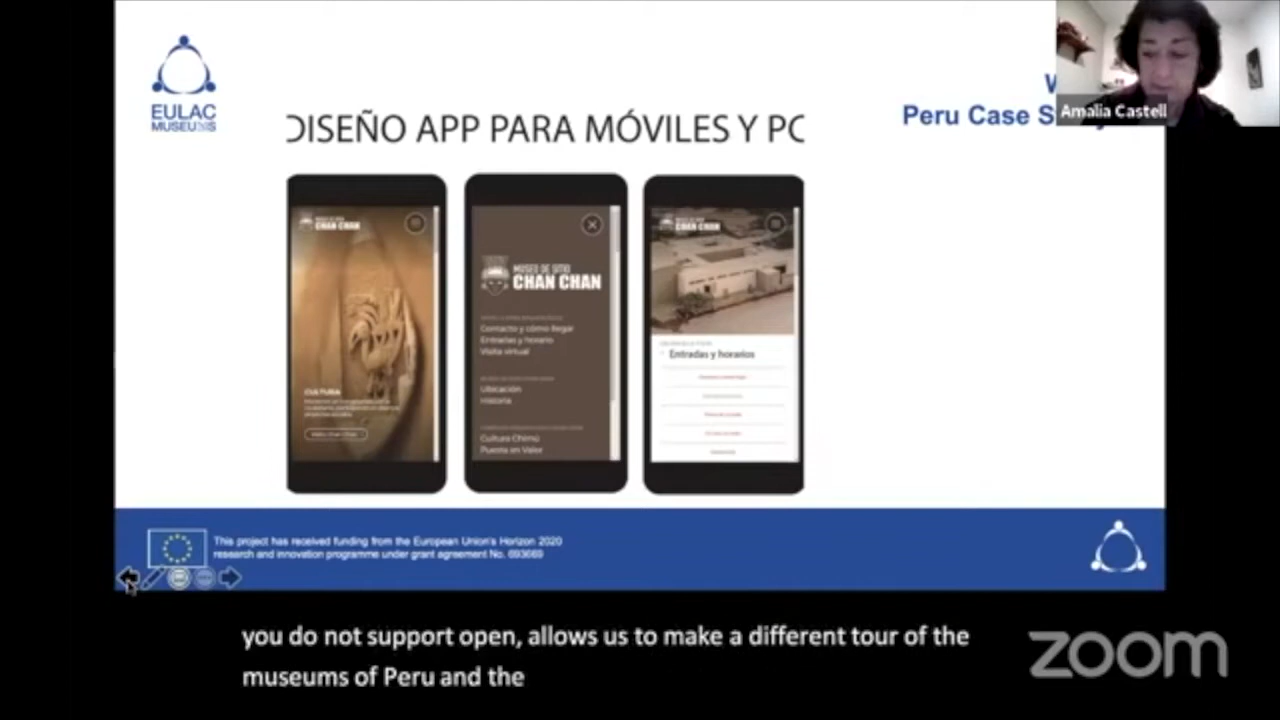 EULAC
MUSEUMS
DISEÑO APP PARA MÓVILES Y PC
Peru Case S
Amalia Castell
CHAN CHAN
CULTURA
MUSEO DE SITIO
CHAN CHAN
Contacto y cómo llegar
Entradas y horario
Visita virtual
Ubicación
Historia
Cultura Chimú
Puesta en Valor
CHAN CHAN
Entradas y horarios
This project has received funding from the European Union's Horizon 2020
research and innovation programme under grant agreement No. 693669
you do not support open, allows us to make a different tour of the
museums of Peru and the
zoom